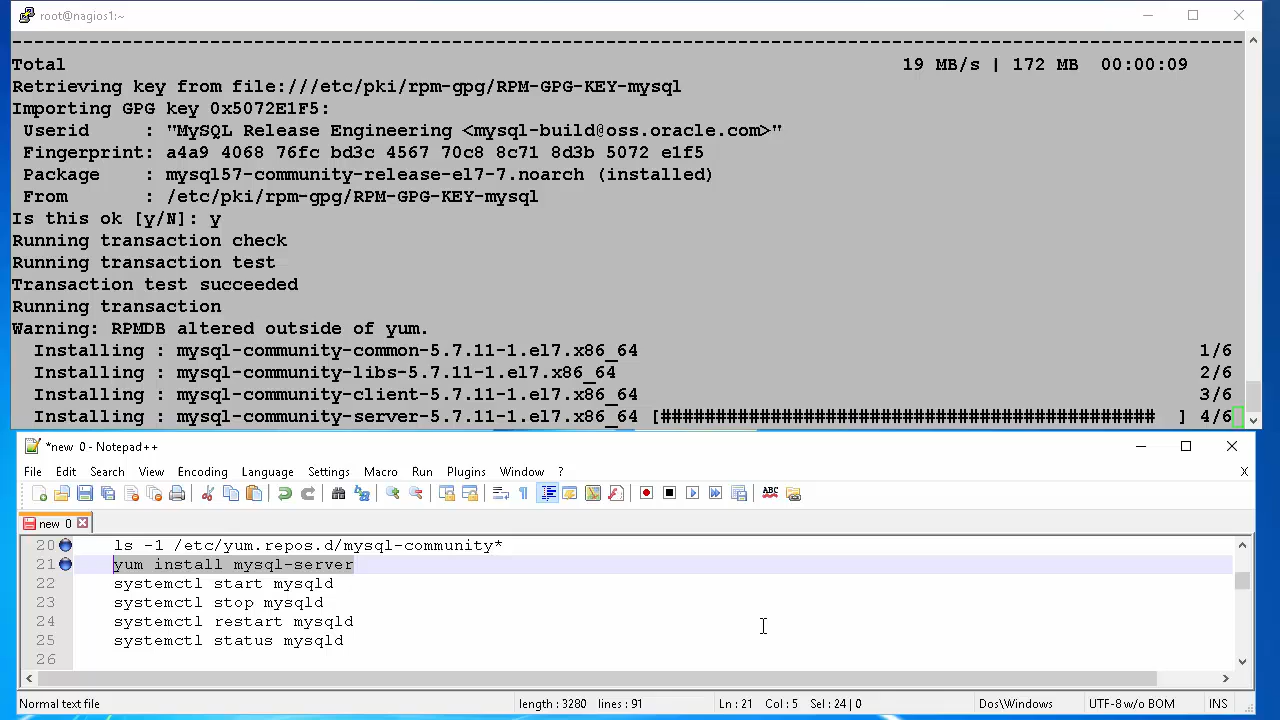 root@nagios1:~
Total 19 MB/s | 172 MB 00:00:09
Retrieving key from file:///etc/pki/rpm-gpg/RPM-GPG-KEY-mysql
Importing GPG key 0x5072E1F5:
Userid : "MySQL Release Engineering <mysql-build@oss.oracle.com>"
Fingerprint: a4a9 4068 76fc bd3c 4567 70c8 8c71 8d3b 5072 e1f5
Package : mysql57-community-release-el7-7.noarch (installed)
From : /etc/pki/rpm-gpg/RPM-GPG-KEY-mysql
Is this ok [y/N]: y
Running transaction check
Running transaction test
Transaction test succeeded
Running transaction
Warning: RPMDB altered outside of yum.
Installing : mysql-community-common-5.7.11-1.el7.x86_64 1/6
Installing : mysql-community-libs-5.7.11-1.el7.x86_64 2/6
Installing : mysql-community-client-5.7.11-1.el7.x86_64 3/6
Installing : mysql-community-server-5.7.11-1.el7.x86_64 [############################################# ] 4/6
*new 0 - Notepad++
File Edit Search View Encoding Language Settings Macro Run Plugins Window ? X
ABC
new 0
20 ls -1 /etc/yum.repos.d/mysql-community*
21 yum install mysql-server
22 systemctl start mysqld
23 systemctl stop mysqld
24 systemctl restart mysqld
25 systemctl status mysqld
26
Normal text file length : 3280 lines : 91 Ln : 21 Col : 5 Sel : 24 | 0 Dos\Windows UTF-8 w/o BOM INS